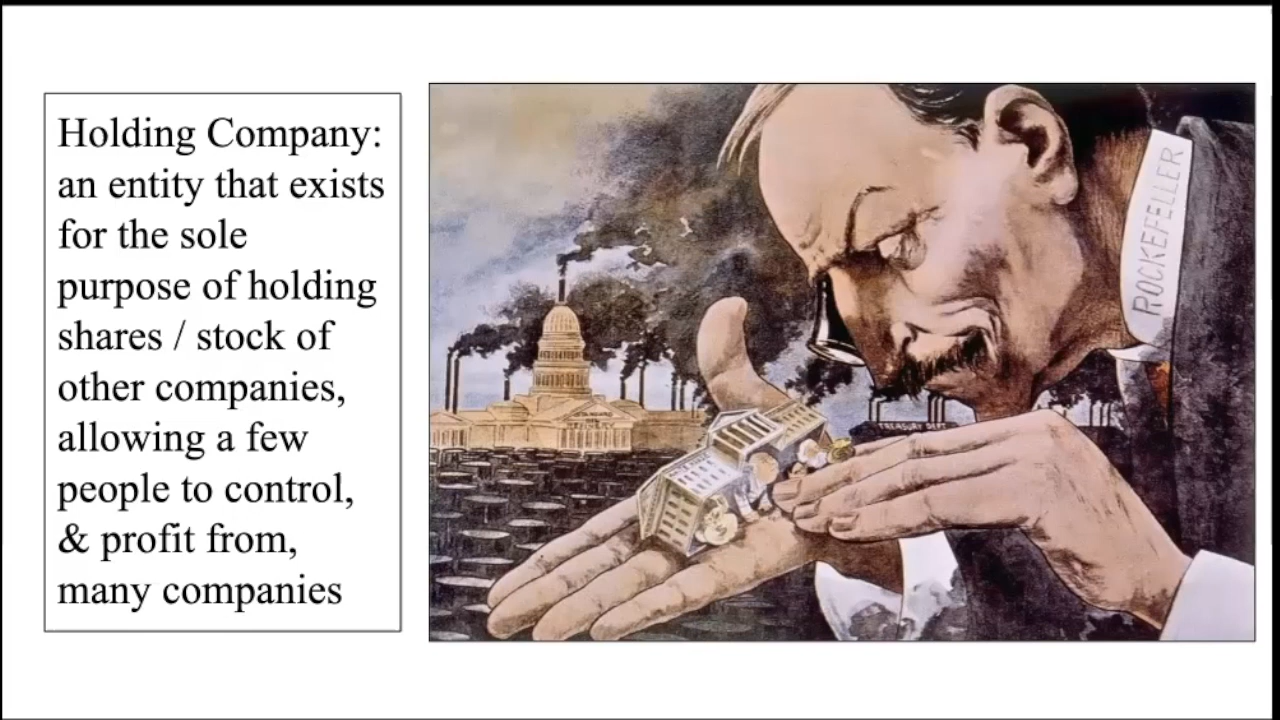 Holding Company:
an entity that exists
for the sole
purpose of holding
shares / stock of
other companies,
allowing a few
people to control,
& profit from,
many companies
ROCKEFELLER
TREASURY DEPT.